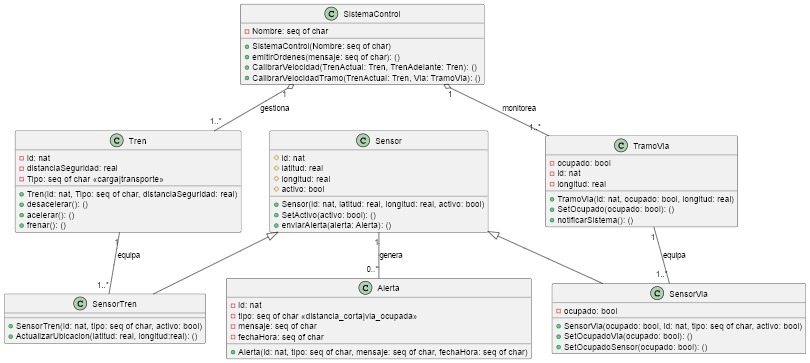 C SistemaControl
Nombre: seq of char
SistemaControl(Nombre: seq of char)
emitirOrdenes(mensaje: seq of char): ()
CalibrarVelocidad(TrenActual: Tren, TrenAdelante: Tren): ()
CalibrarVelocidadTramo(TrenActual: Tren, Via: TramoVia): ()
1
1
gestiona
monitorea
1..*
1..*
C Tren
id: nat
distanciaSeguridad: real
Tipo: seq of char «carga|transporte»
Tren(id: nat, Tipo: seq of char, distanciaSeguridad: real)
desacelerar(): ()
acelerar(): ()
frenar(): ()
C Sensor
id: nat
latitud: real
longitud: real
activo: bool
Sensor(id: nat, latitud: real, longitud: real, activo: bool)
SetActivo(activo: bool): ()
enviarAlerta(alerta: Alerta): ()
C TramoVia
ocupado: bool
id: nat
longitud: real
TramoVia(id: nat, ocupado: bool, longitud: real)
SetOcupado(ocupado: bool): ()
notificarSistema(): ()
1
equipa
1..*
1
genera
0..*
1
equipa
1..*
C SensorTren
SensorTren(id: nat, tipo: seq of char, activo: bool)
ActualizarUbicacion(latitud: real, longitud:real): ()
C Alerta
id: nat
tipo: seq of char «distancia_corta|via_ocupada»
mensaje: seq of char
fechaHora: seq of char
Alerta(id: nat, tipo: seq of char, mensaje: seq of char, fechaHora: seq of char)
C SensorVia
ocupado: bool
SensorVia(ocupado: bool, id: nat, tipo: seq of char, activo: bool)
SetOcupadoVia(ocupado: bool): ()
SetOcupadoSensor(ocupado: bool): ()